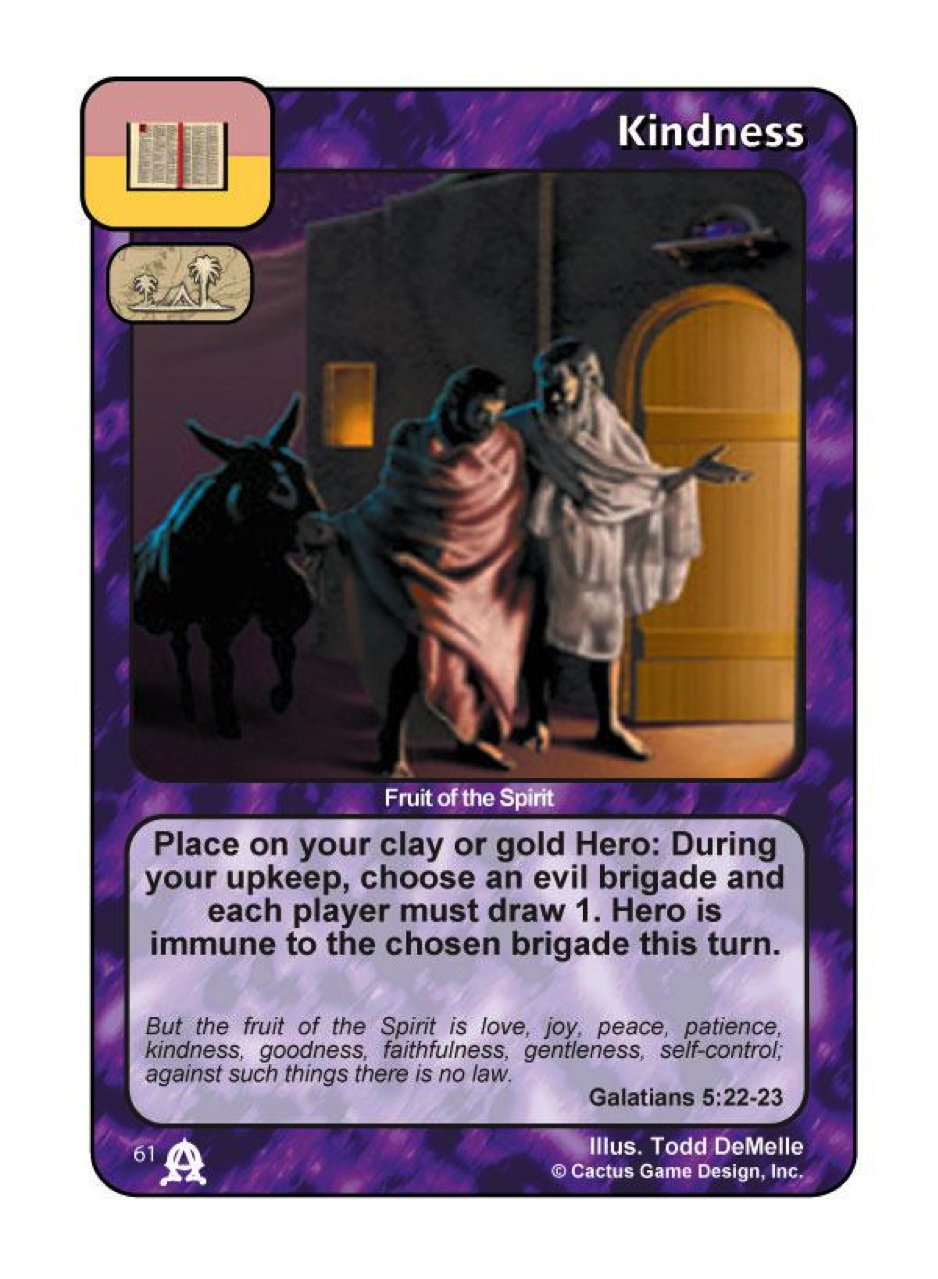 Kindness
Fruit of the Spirit
Place on your clay or gold Hero: During
your upkeep, choose an evil brigade and
each player must draw 1. Hero is
immune to the chosen brigade this turn.
But the fruit of the Spirit is love, joy, peace, patience,
kindness, goodness, faithfulness, gentleness, self-control;
against such things there is no law.
Galatians 5:22-23
61
Illus. Todd DeMelle
© Cactus Game Design, Inc.